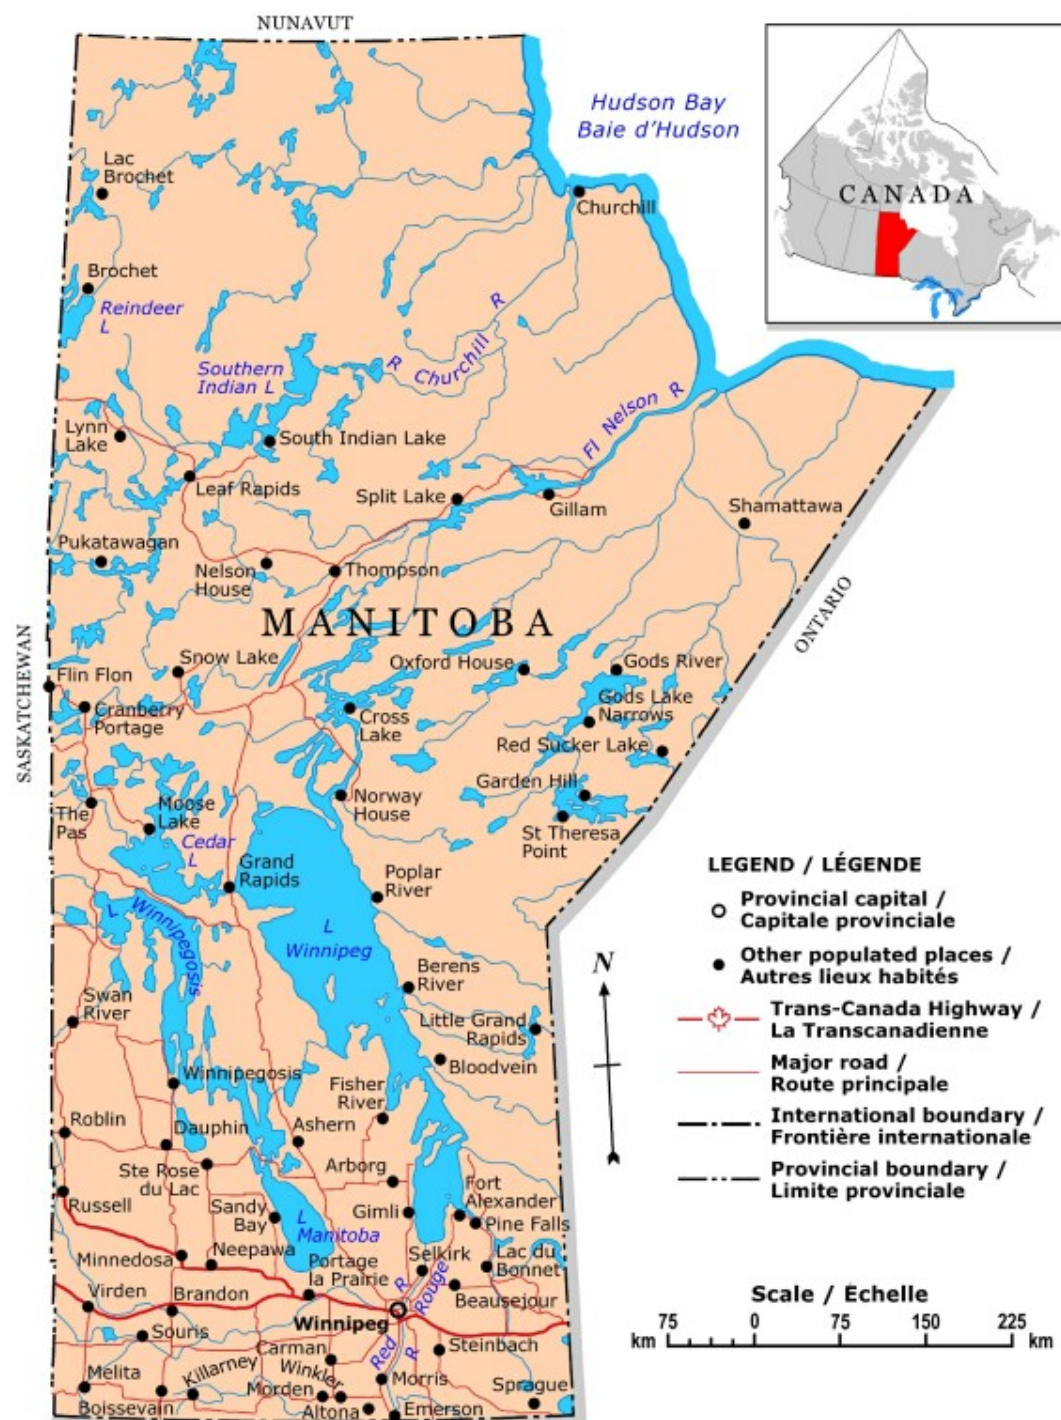 NUNAVUT
Hudson Bay
Baie d'Hudson
CANADA
Lac
Brochet
Churchill
Brochet
Reindeer
L
Southern
Indian L
R Churchill R
Fl Nelson R
Lynn
Lake
South Indian Lake
Leaf Rapids
Split Lake
Gillam
Shamattawa
Pukatawagan
Nelson
House
Thompson
MANITOBA
ONTARIO
SASKATCHEWAN
Snow Lake
Oxford House
Gods River
Flin Flon
Cranberry
Portage
Cross
Lake
Gods Lake
Narrows
Red Sucker Lake
Garden Hill
The
Pas
Moose
Lake
Norway
House
St Theresa
Point
Cedar
L
Grand
Rapids
Poplar
River
L Winnipegosis
L
Winnipeg
Berens
River
Swan
River
Little Grand
Rapids
Bloodvein
Winnipegosis
Fisher
River
Roblin
Dauphin
Ashern
Ste Rose
du Lac
Arborg
Fort
Alexander
Russell
Sandy
Bay
L
Manitoba
Gimli
Pine Falls
Minnedosa
Neepawa
Portage
la Prairie
Selkirk
Lac du
Bonnet
R Rouge
Beausejour
Virden
Brandon
Winnipeg
Souris
Carman
Red R
Steinbach
Winkler
Melita
Killarney
Morden
Morris
Sprague
Boissevain
Altona
Emerson
LEGEND / LÉGENDE
Provincial capital /
Capitale provinciale
Other populated places /
Autres lieux habités
Trans-Canada Highway /
La Transcanadienne
Major road /
Route principale
International boundary /
Frontière internationale
Provincial boundary /
Limite provinciale
N
Scale / Échelle
75 0 75 150 225
km km